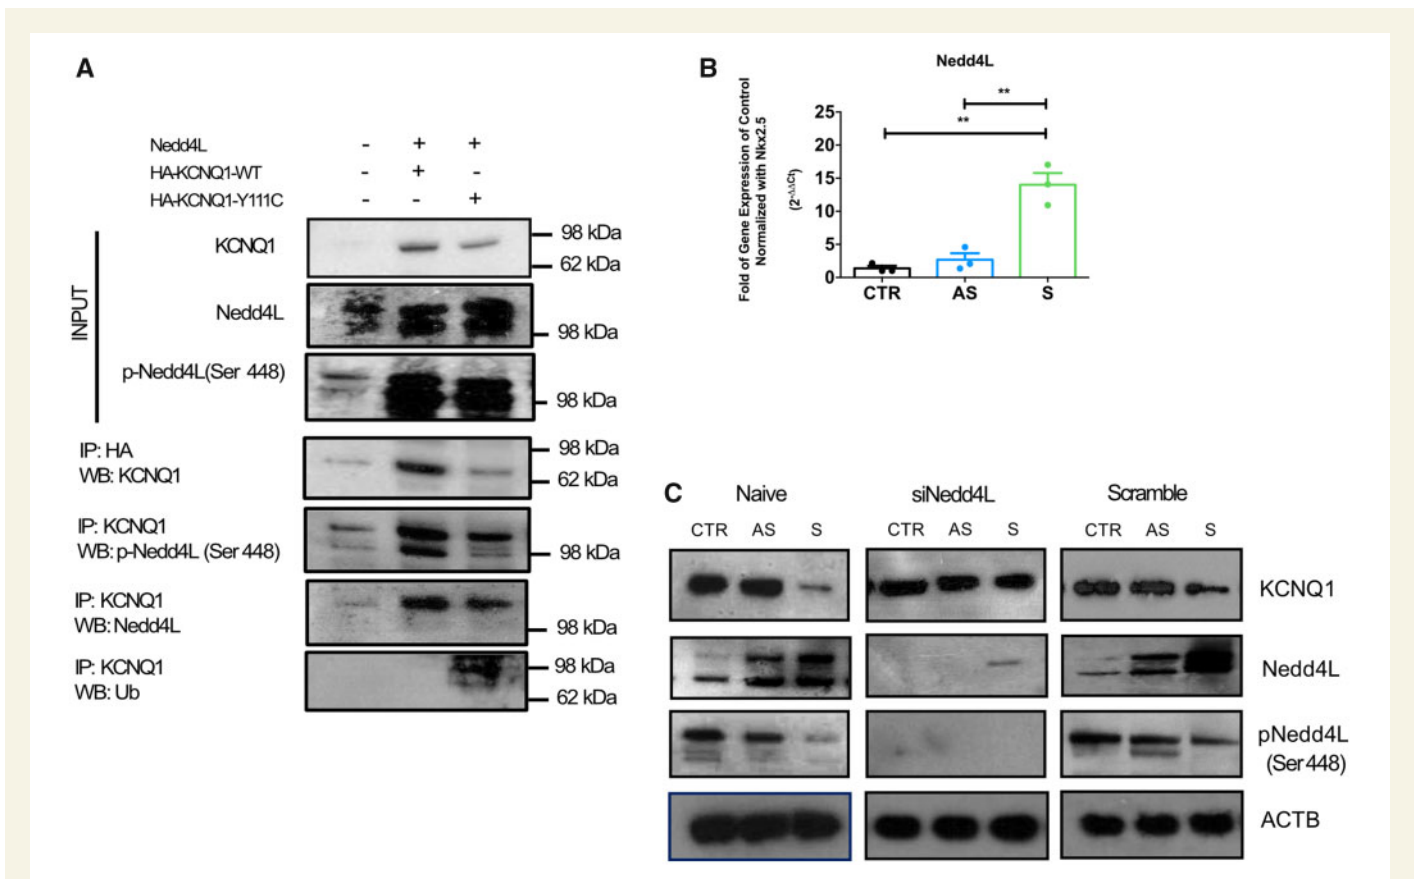 A
Nedd4L - + +
HA-KCNQ1-WT - + -
HA-KCNQ1-Y111C - - +
INPUT
KCNQ1
98 kDa
62 kDa
Nedd4L
98 kDa
p-Nedd4L(Ser 448)
98 kDa
IP: HA
WB: KCNQ1
98 kDa
62 kDa
IP: KCNQ1
WB: p-Nedd4L (Ser 448)
98 kDa
IP: KCNQ1
WB: Nedd4L
98 kDa
IP: KCNQ1
WB: Ub
98 kDa
62 kDa
B
Nedd4L
Fold of Gene Expression of Control
Normalized with Nkx2.5
(2-ΔΔCt)
25
20
15
10
5
0
**
**
CTR AS S
C
Naive siNedd4L Scramble
CTR AS S CTR AS S CTR AS S
KCNQ1
Nedd4L
pNedd4L
(Ser 448)
ACTB